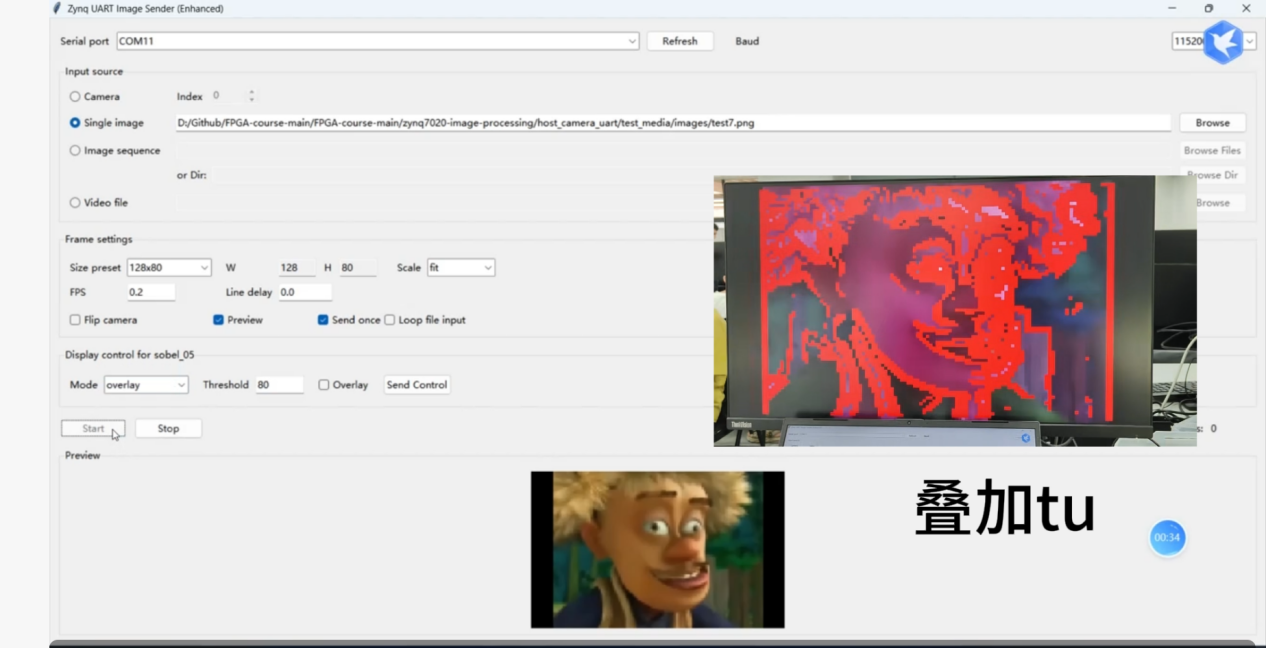 Zynq UART Image Sender (Enhanced)
Serial port COM11 Refresh Baud 11520
Input source
Camera Index 0
Single image D:/Github/FPGA-course-main/FPGA-course-main/zynq7020-image-processing/host_camera_uart/test_media/images/test7.png Browse
Image sequence Browse Files
or Dir: Browse Dir
Video file Browse
Frame settings
Size preset 128x80 W 128 H 80 Scale fit
FPS 0.2 Line delay 0.0
Flip camera Preview Send once Loop file input
Display control for sobel_05
Mode overlay Threshold 80 Overlay Send Control
Start Stop s: 0
Preview
ThinkVision
叠加tu
00:34